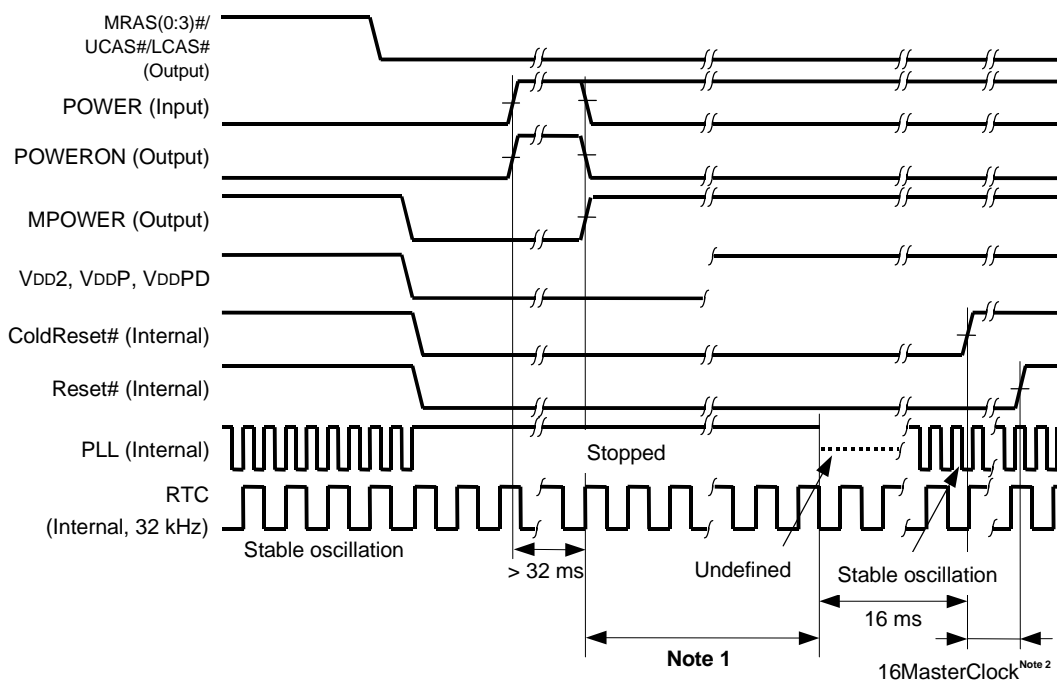 MRAS(0:3)#/
UCAS#/LCAS#
(Output)
POWER (Input)
POWERON (Output)
MPOWER (Output)
VDD2, VDDP, VDDPD
ColdReset# (Internal)
Reset# (Internal)
PLL (Internal)
Stopped
RTC
(Internal, 32 kHz)
Stable oscillation
> 32 ms
Undefined
Stable oscillation
16 ms
Note 1
16MasterClock Note 2